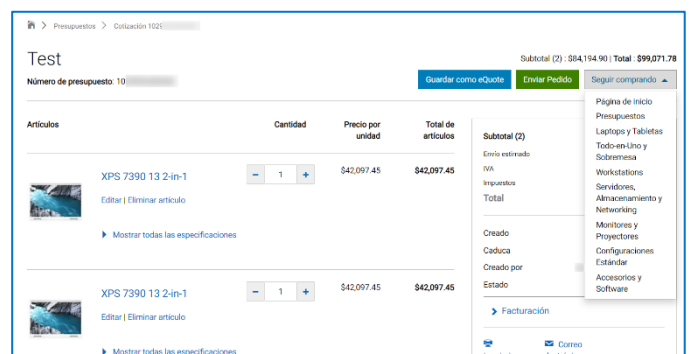 Presupuestos > Cotización 1029
Test
Subtotal (2) : $84,194.90 | Total : $99,071.78
Número de presupuesto: 10
Guardar como eQuote
Enviar Pedido
Seguir comprando
Página de inicio
Presupuestos
Laptops y Tabletas
Todo-en-Uno y
Sobremesa
Workstations
Servidores,
Almacenamiento y
Networking
Monitores y
Proyectores
Configuraciones
Estándar
Accesorios y
Software
Artículos
Cantidad
Precio por
unidad
Total de
artículos
XPS 7390 13 2-in-1
- 1 +
$42,097.45
$42,097.45
Editar | Eliminar artículo
Mostrar todas las especificaciones
XPS 7390 13 2-in-1
- 1 +
$42,097.45
$42,097.45
Editar | Eliminar artículo
Mostrar todas las especificaciones
Subtotal (2)
Envío estimado
IVA
Impuestos
Total
Creado
Caduca
Creado por
Estado
Facturación
Correo